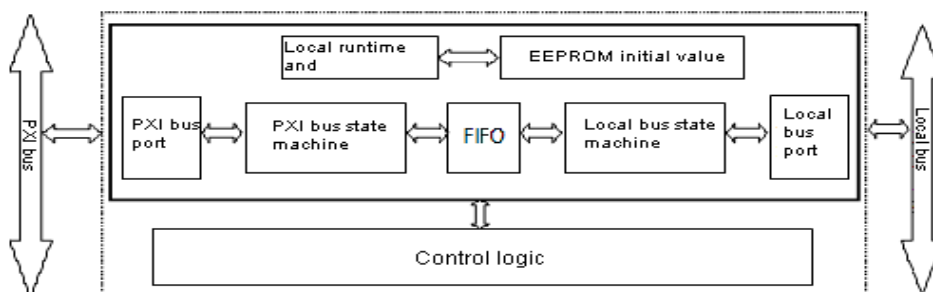 Local runtime
and
EEPROM initial value
PXI bus
PXI bus
port
PXI bus state
machine
FIFO
Local bus state
machine
Local
bus
port
Local bus
Control logic